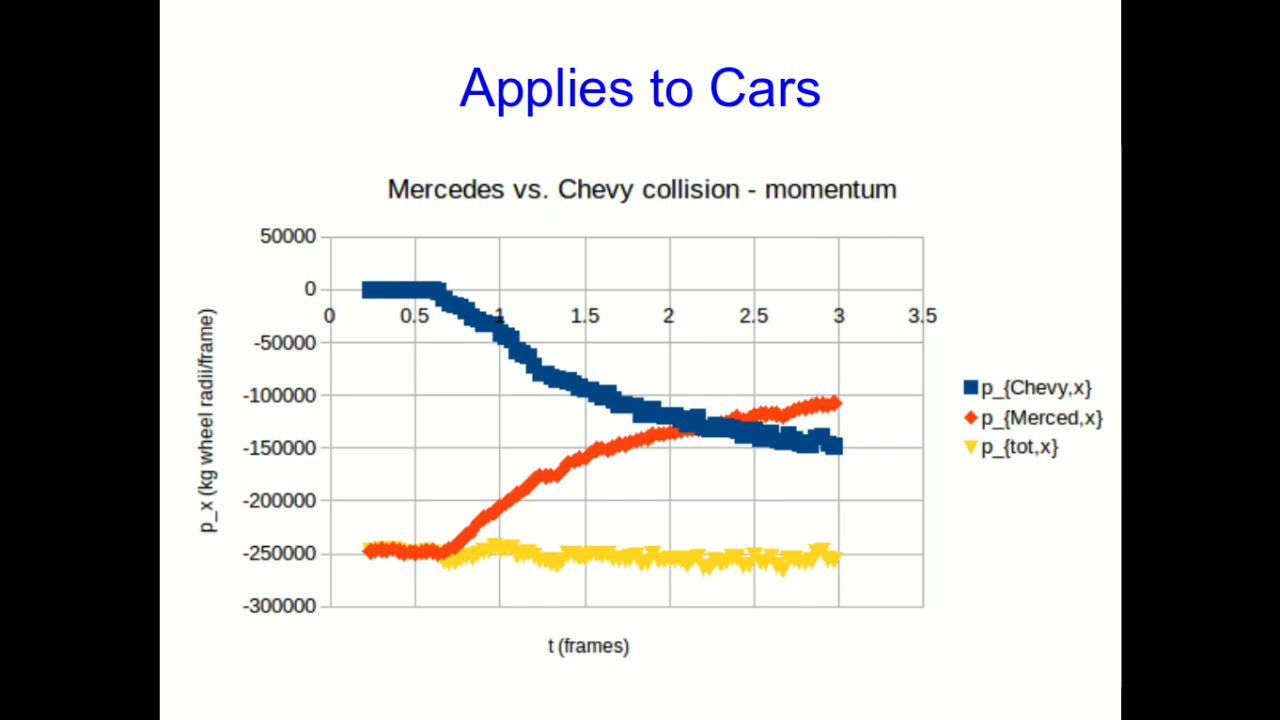 Applies to Cars
Mercedes vs. Chevy collision - momentum
50000
0
-50000
-100000
-150000
-200000
-250000
-300000
0 0.5 1 1.5 2 2.5 3 3.5
p_x (kg wheel radii/frame)
t (frames)
p_{Chevy,x}
p_{Merced,x}
p_{tot,x}